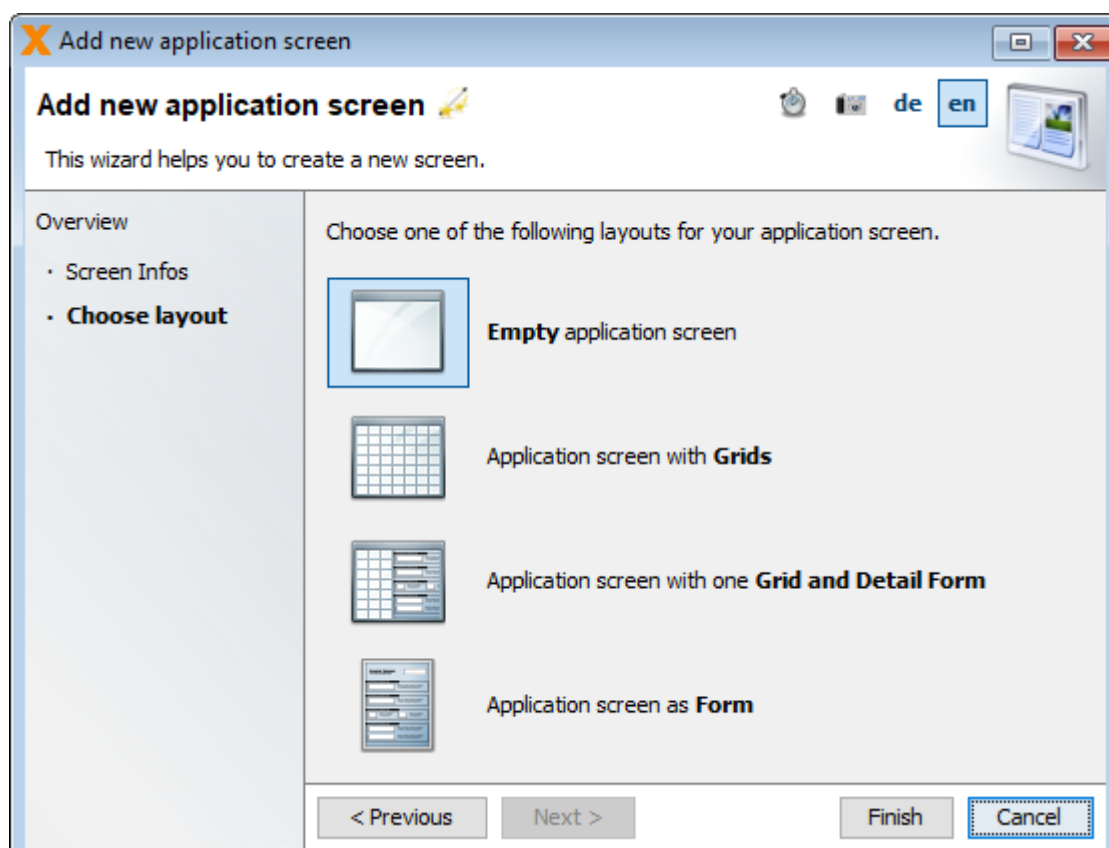 Add new application screen
Add new application screen
de
en
This wizard helps you to create a new screen.
Overview
· Screen Infos
· Choose layout
Choose one of the following layouts for your application screen.
Empty application screen
Application screen with Grids
Application screen with one Grid and Detail Form
Application screen as Form
< Previous
Next >
Finish
Cancel